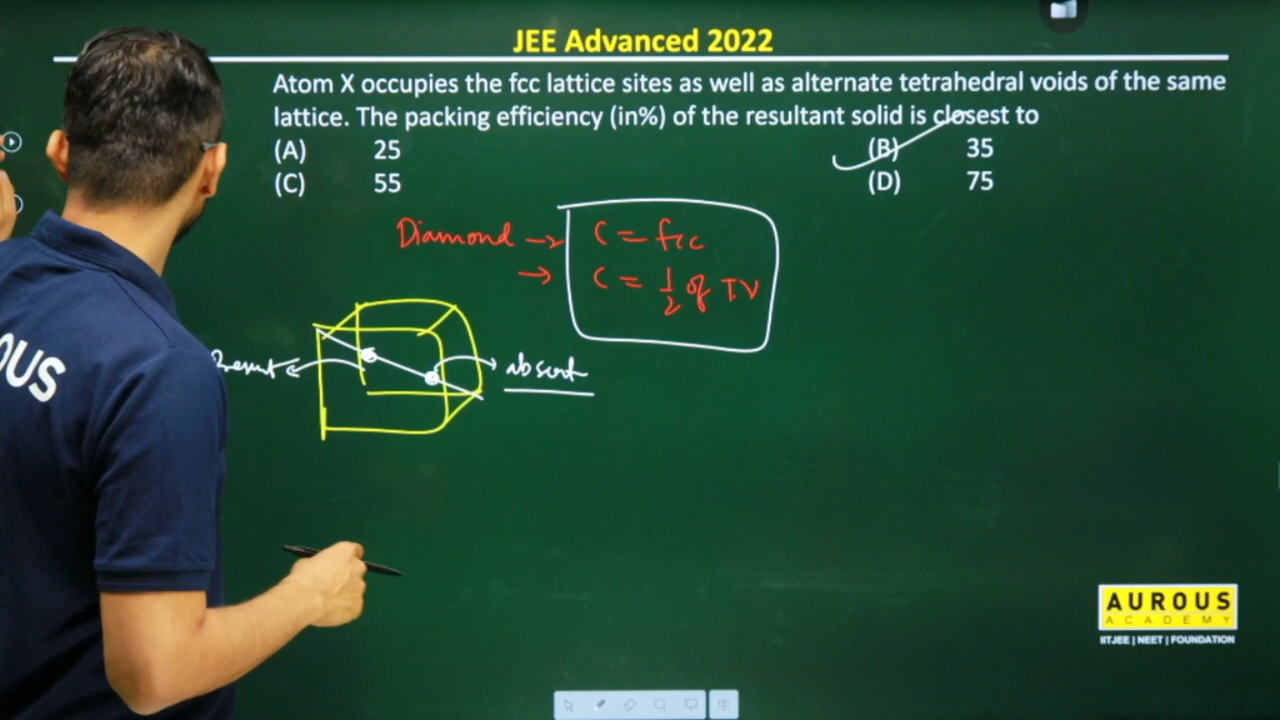 JEE Advanced 2022
Atom X occupies the fcc lattice sites as well as alternate tetrahedral voids of the same
lattice. The packing efficiency (in%) of the resultant solid is closest to
(A) 25 (B) 35
(C) 55 (D) 75
Diamond → C = fcc
→ C = 1/2 of T.V
absent
OUS
AUROUS
ACADEMY
IITJEE | NEET | FOUNDATION